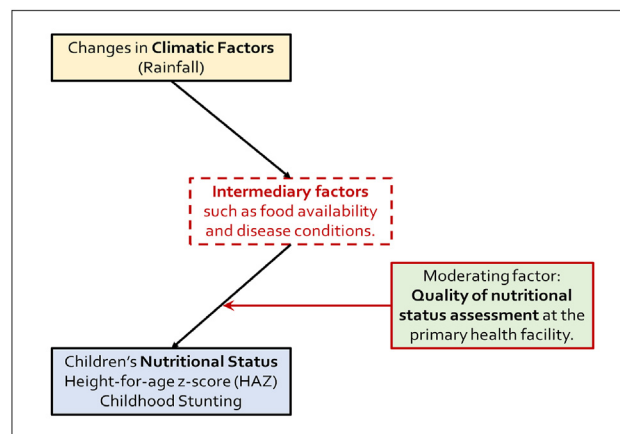 Changes in Climatic Factors
(Rainfall)
Intermediary factors
such as food availability
and disease conditions.
Moderating factor:
Quality of nutritional
status assessment at the
primary health facility.
Children's Nutritional Status
Height-for-age z-score (HAZ)
Childhood Stunting